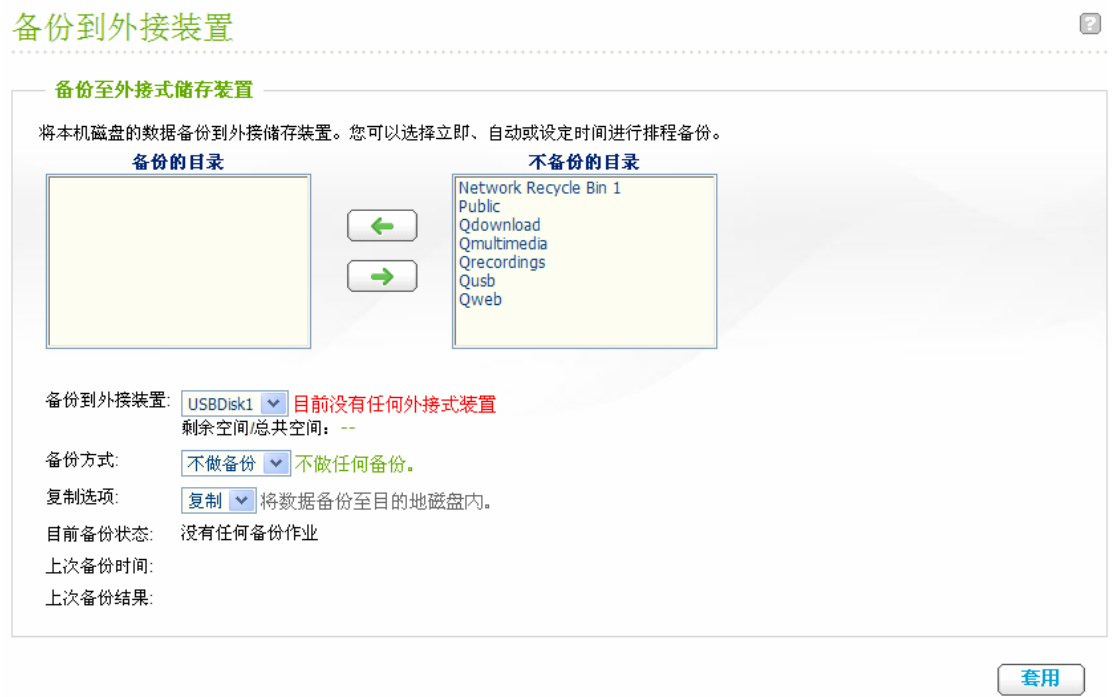 备份到外接装置
?
备份至外接式储存装置
将本机磁盘的数据备份到外接储存装置。您可以选择立即、自动或设定时间进行排程备份。
备份的目录
不备份的目录
Network Recycle Bin 1
Public
Qdownload
Qmultimedia
Qrecordings
Qusb
Qweb
备份到外接装置: USBDisk1 目前没有任何外接式装置
剩余空间/总共空间: --
备份方式: 不做备份 不做任何备份。
复制选项: 复制 将数据备份至目的地磁盘内。
目前备份状态: 没有任何备份作业
上次备份时间:
上次备份结果:
套用